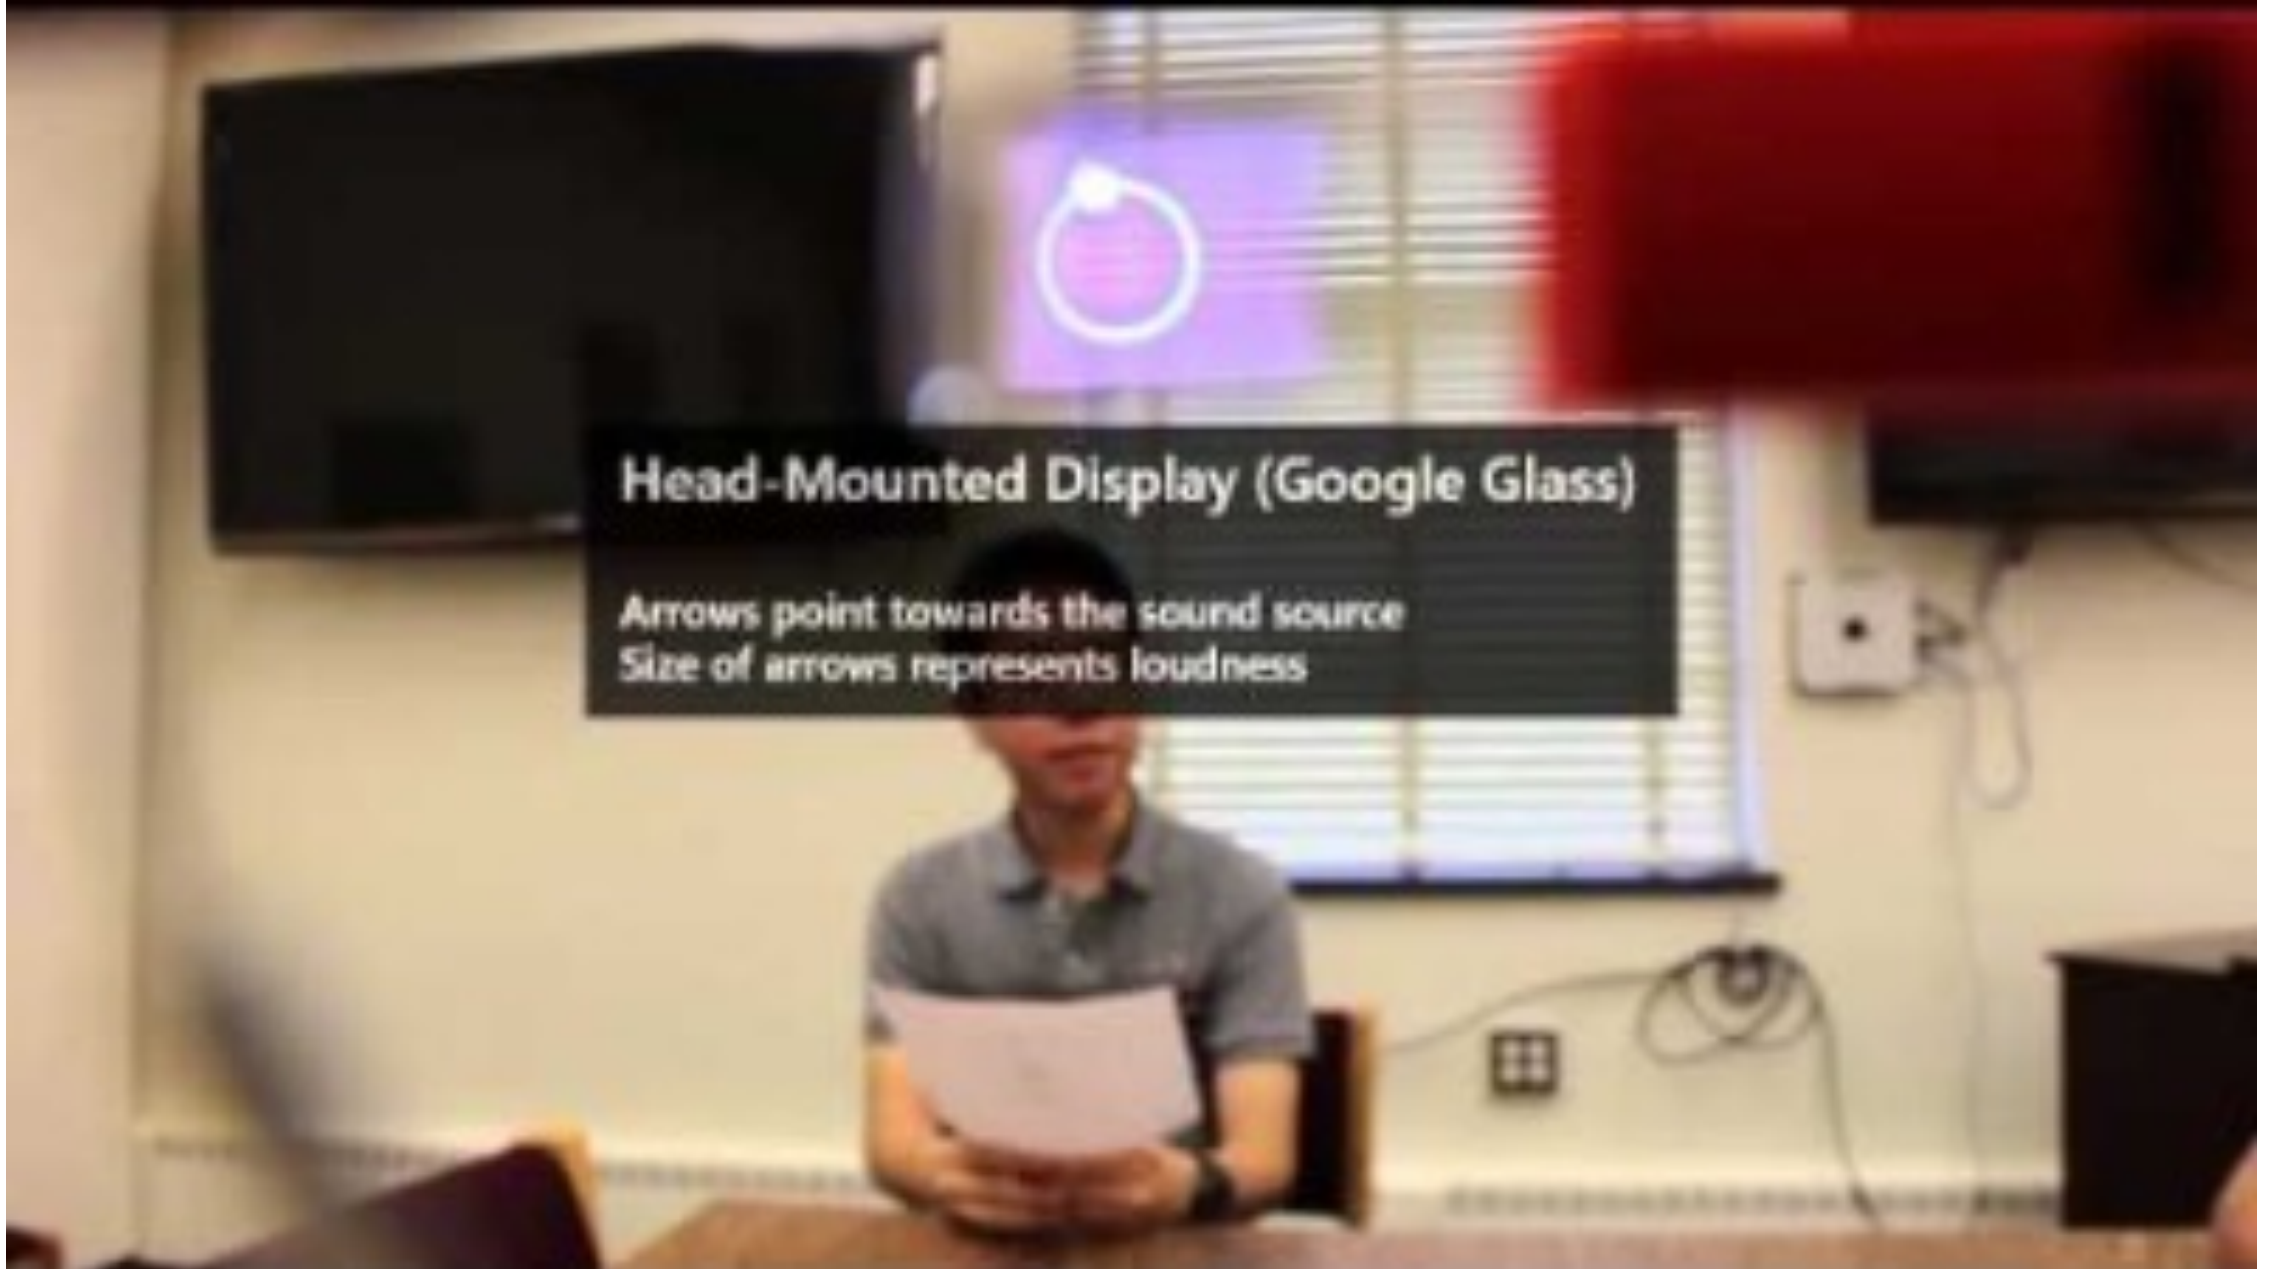 Head-Mounted Display (Google Glass)
Arrows point towards the sound source
Size of arrows represents loudness